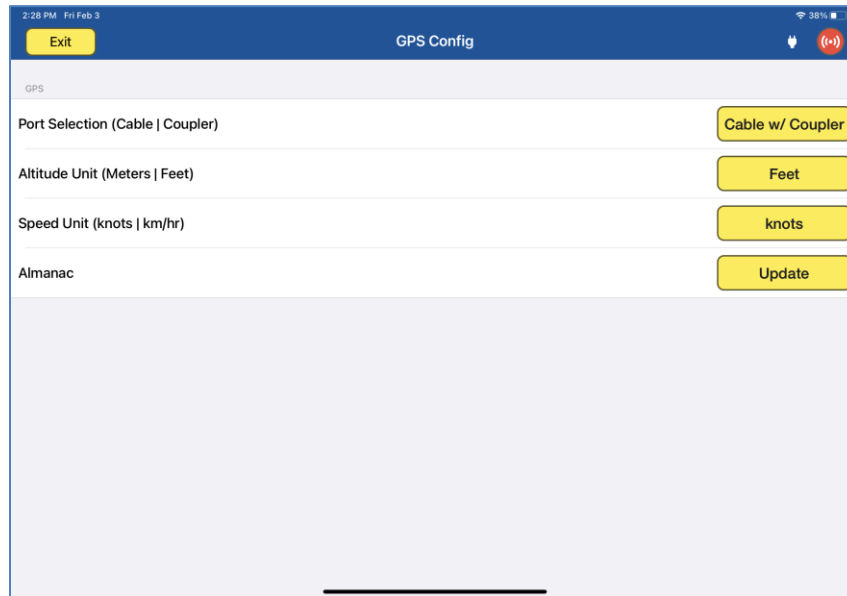 2:28 PM Fri Feb 3 38%
Exit GPS Config
GPS
Port Selection (Cable | Coupler) Cable w/ Coupler
Altitude Unit (Meters | Feet) Feet
Speed Unit (knots | km/hr) knots
Almanac Update